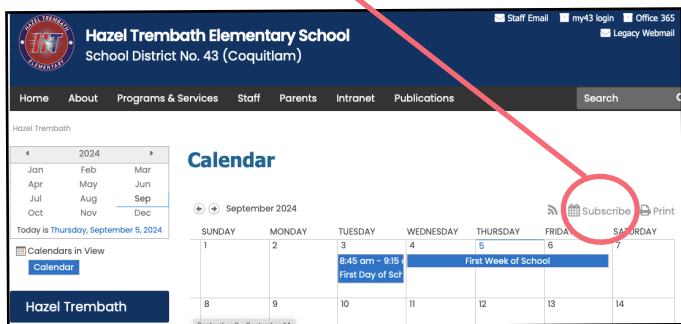 Staff Email my43 login Office 365
Legacy Webmail
HAZEL TREMBATH
HT
ELEMENTARY
Hazel Trembath Elementary School
School District No. 43 (Coquitlam)
Home About Programs & Services Staff Parents Intranet Publications Search
Hazel Trembath
2024
Jan Feb Mar
Apr May Jun
Jul Aug Sep
Oct Nov Dec
Today is Thursday, September 5, 2024
Calendars in View
Calendar
Hazel Trembath
Calendar
September 2024
Subscribe Print
SUNDAY MONDAY TUESDAY WEDNESDAY THURSDAY FRIDAY SATURDAY
1 2 3 4 5 6 7
8:45 am - 9:15 First Week of School
First Day of Sch
8 9 10 11 12 13 14